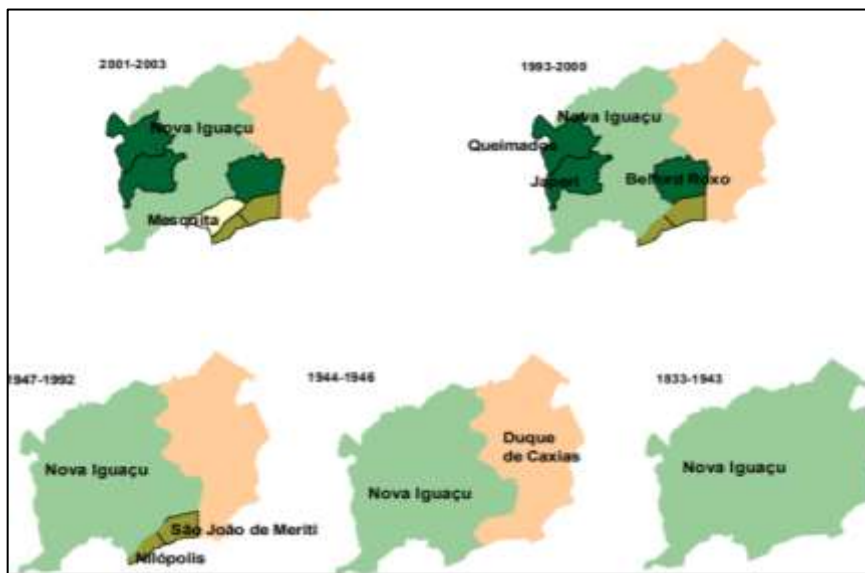 2001-2003
Nova Iguaçu
Mesquita
1993-2000
Nova Iguaçu
Queimados
Japeri
Belford Roxo
1947-1992
Nova Iguaçu
São João de Meriti
Nilópolis
1944-1946
Duque
de Caxias
Nova Iguaçu
1833-1943
Nova Iguaçu